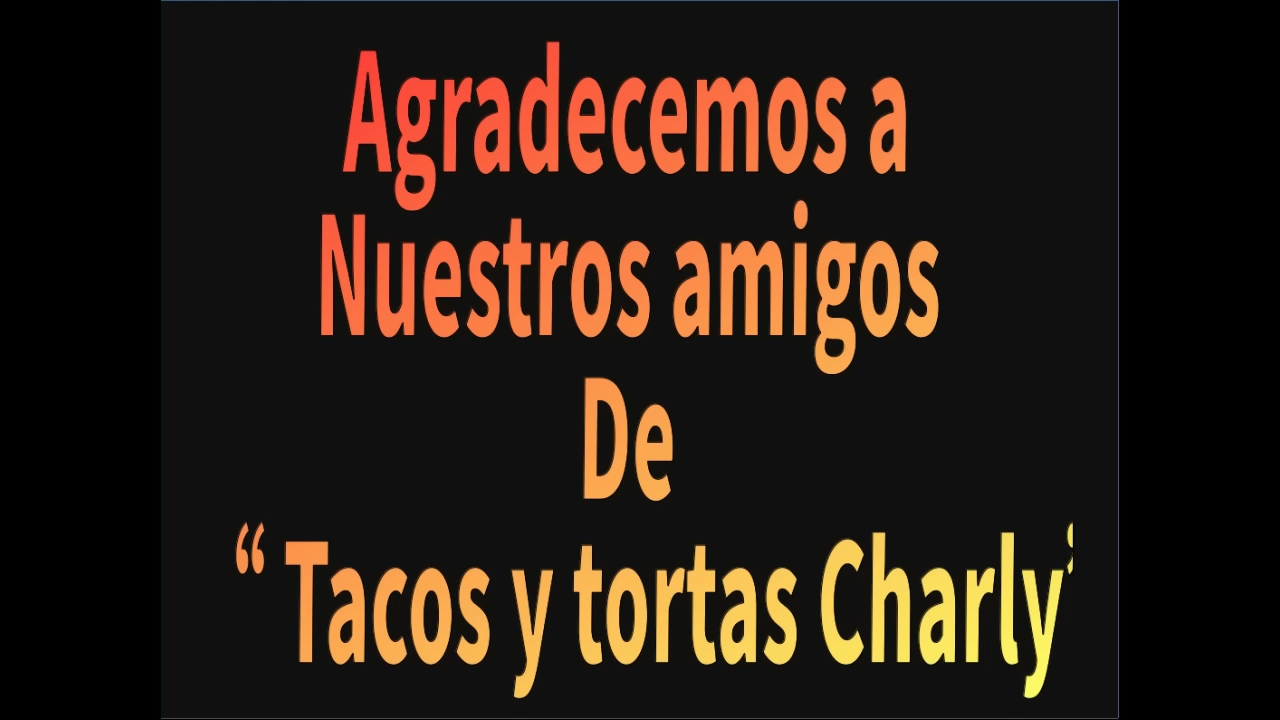 Agradecemos a
Nuestros amigos
De
“ Tacos y tortas Charly”